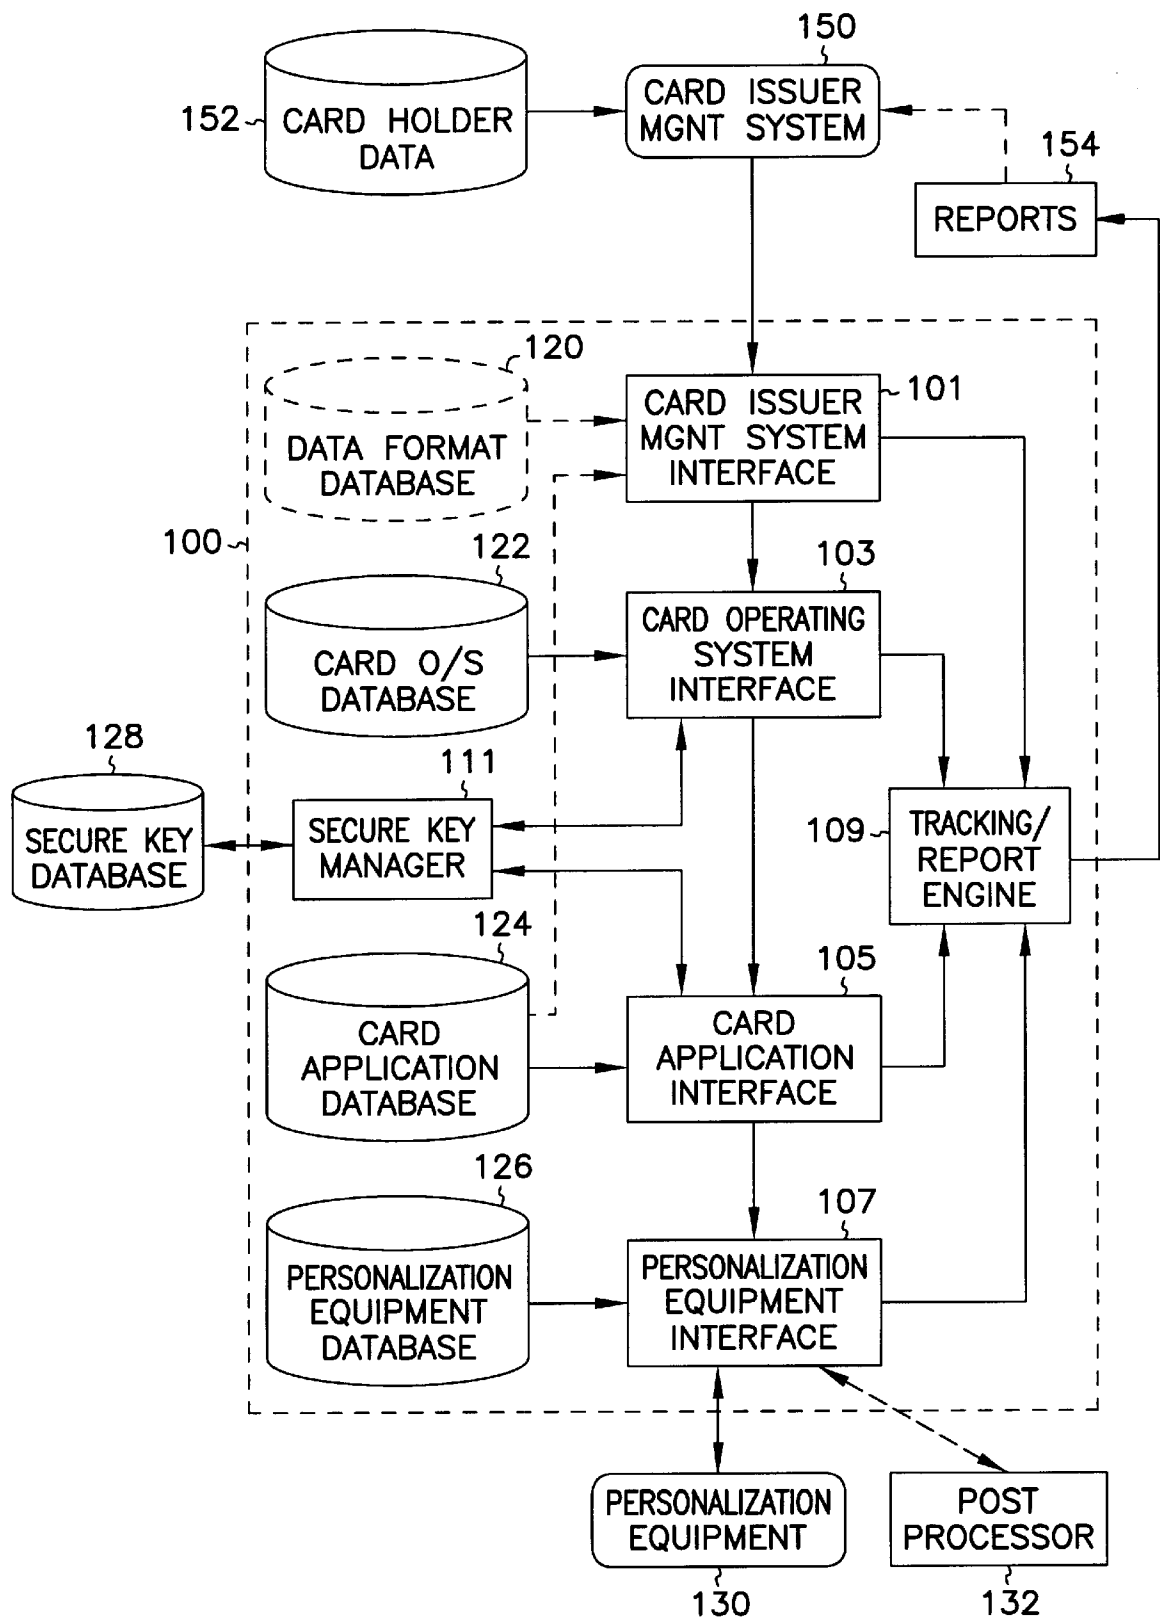 150
CARD ISSUER
MGNT SYSTEM
152
CARD HOLDER
DATA
154
REPORTS
120
DATA FORMAT
DATABASE
CARD ISSUER
MGNT SYSTEM
INTERFACE
101
100
122
CARD O/S
DATABASE
103
CARD OPERATING
SYSTEM
INTERFACE
128
SECURE KEY
DATABASE
111
SECURE KEY
MANAGER
109
TRACKING/
REPORT
ENGINE
124
CARD
APPLICATION
DATABASE
105
CARD
APPLICATION
INTERFACE
126
PERSONALIZATION
EQUIPMENT
DATABASE
107
PERSONALIZATION
EQUIPMENT
INTERFACE
PERSONALIZATION
EQUIPMENT
130
POST
PROCESSOR
132